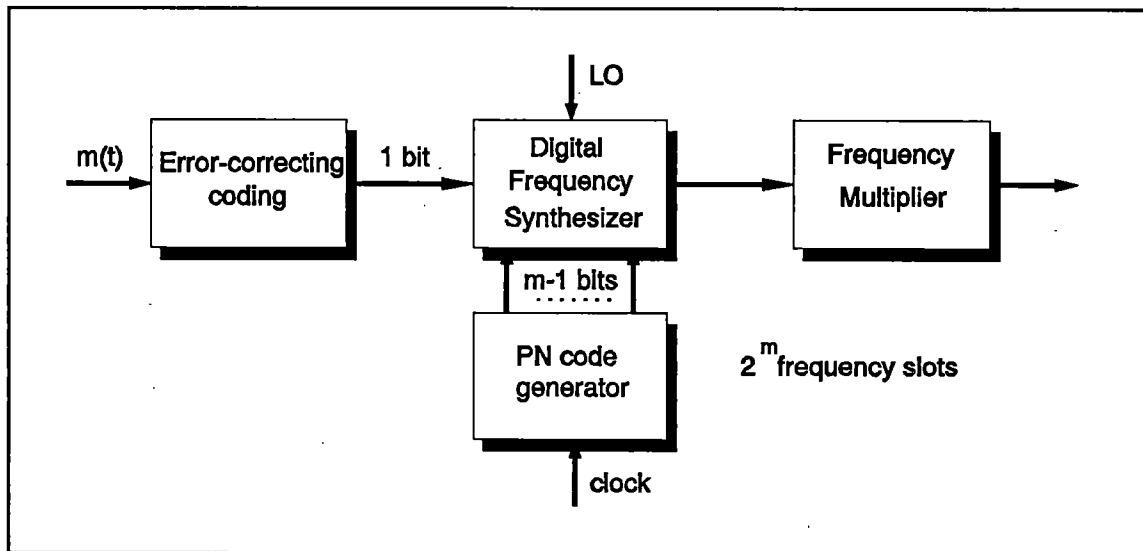 LO
m(t)
Error-correcting
coding
1 bit
Digital
Frequency
Synthesizer
Frequency
Multiplier
m-1 bits
PN code
generator
2^m frequency slots
clock